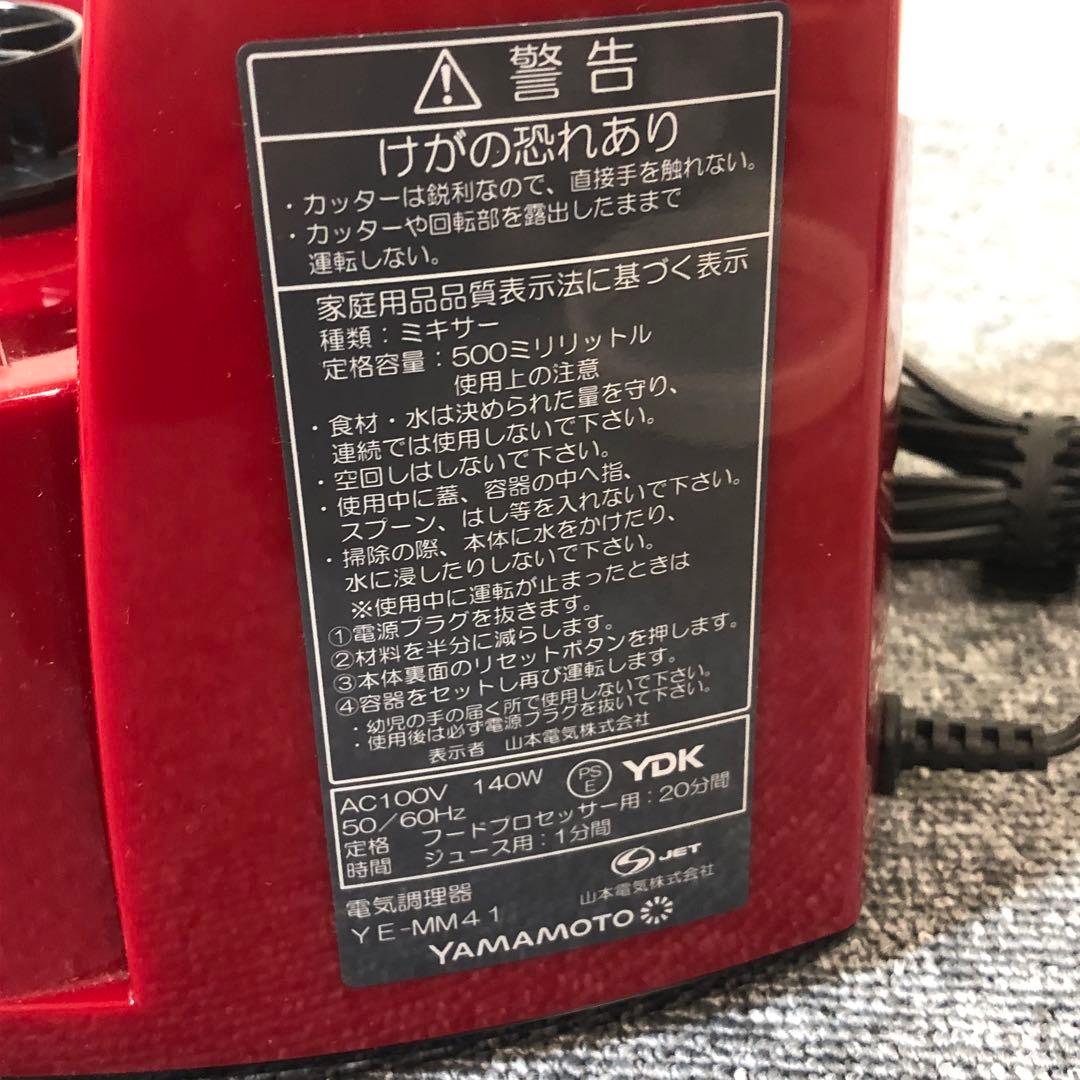 警告
けがの恐れあり
・カッターは鋭利なので、直接手を触れない。
・カッターや回転部を露出したままで
運転しない。
家庭用品品質表示法に基づく表示
種類：ミキサー
定格容量：500ミリリットル
使用上の注意
・食材・水は決められた量を守り、
連続では使用しないで下さい。
・空回しはしないで下さい。
・使用中に蓋、容器の中へ指、
スプーン、はし等を入れないで下さい。
・掃除の際、本体に水をかけたり、
水に浸したりしないで下さい。
※使用中に運転が止まったときは
①電源プラグを抜きます。
②材料を半分に減らします。
③本体裏面のリセットボタンを押します。
④容器をセットし再び運転します。
・幼児の手の届く所で使用しないで下さい。
・使用後は必ず電源プラグを抜いて下さい。
表示者 山本電気株式会社
AC100V 140W PSE YDK
50/60Hz
定格時間 フードプロセッサー用：20分間
ジュース用：1分間
JET
電気調理器 山本電気株式会社
YE-MM41
YAMAMOTO